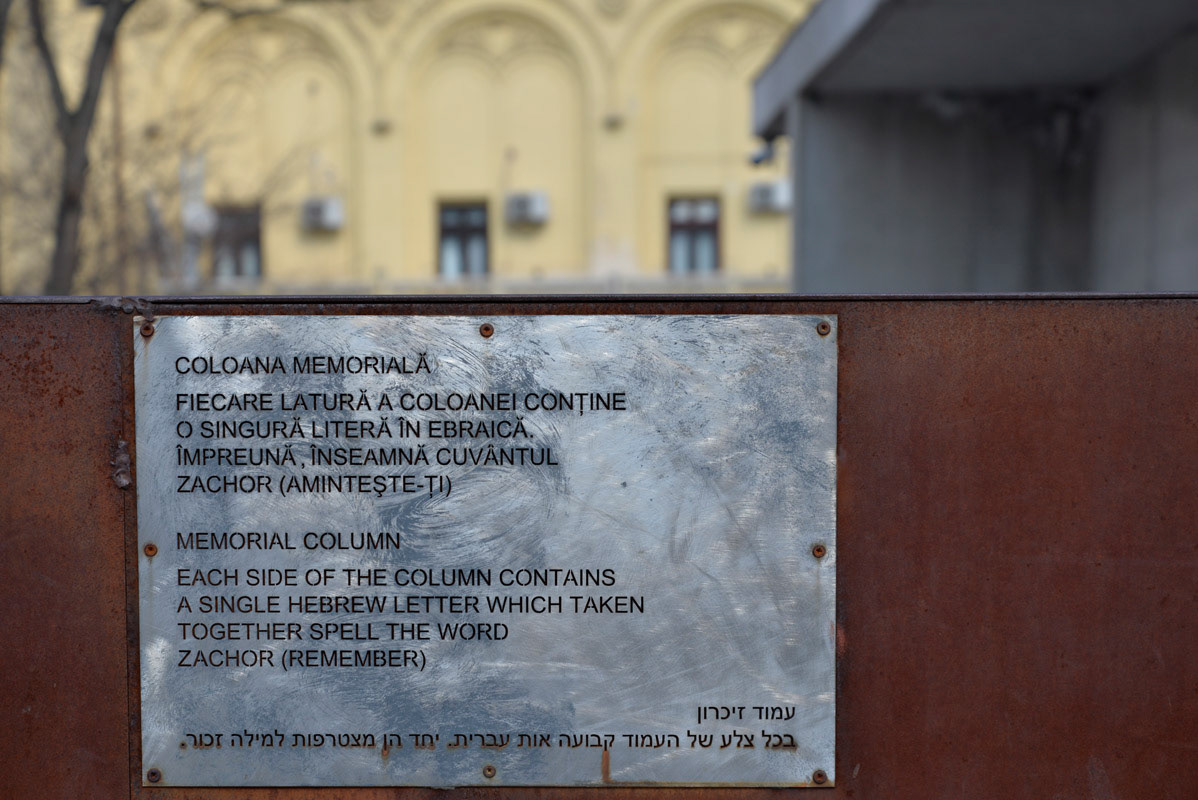 COLOANA MEMORIALĂ
FIECARE LATURĂ A COLOANEI CONŢINE
O SINGURĂ LITERĂ ÎN EBRAICĂ.
ÎMPREUNĂ, ÎNSEAMNĂ CUVÂNTUL
ZACHOR (AMINTEŞTE-ŢI)
MEMORIAL COLUMN
EACH SIDE OF THE COLUMN CONTAINS
A SINGLE HEBREW LETTER WHICH TAKEN
TOGETHER SPELL THE WORD
ZACHOR (REMEMBER)
עמוד זיכרון
בכל צלע של העמוד קבועה אות עברית. יחד הן מצטרפות למילה זכור.